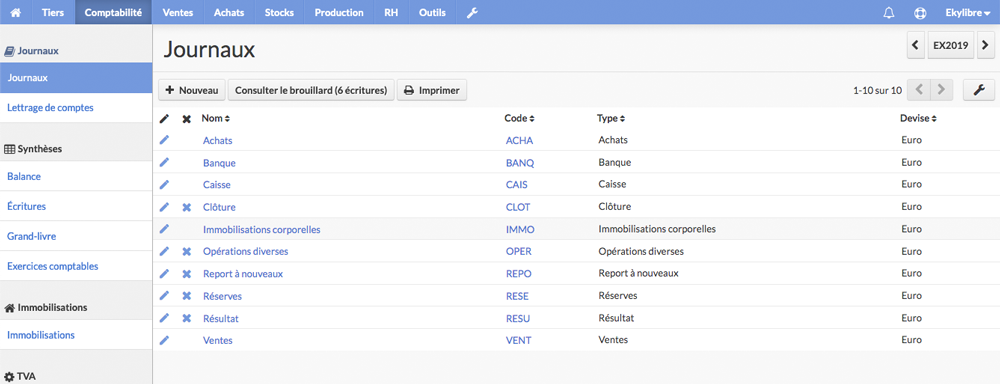 Tiers Comptabilité Ventes Achats Stocks Production RH Outils Ekylibre
Journaux
Journaux
Lettrage de comptes
Synthèses
Balance
Écritures
Grand-livre
Exercices comptables
Immobilisations
Immobilisations
TVA
Journaux
EX2019
Nouveau Consulter le brouillard (6 écritures) Imprimer 1-10 sur 10
Nom Code Type Devise
Achats ACHA Achats Euro
Banque BANQ Banque Euro
Caisse CAIS Caisse Euro
Clôture CLOT Clôture Euro
Immobilisations corporelles IMMO Immobilisations corporelles Euro
Opérations diverses OPER Opérations diverses Euro
Report à nouveaux REPO Report à nouveaux Euro
Réserves RESE Réserves Euro
Résultat RESU Résultat Euro
Ventes VENT Ventes Euro